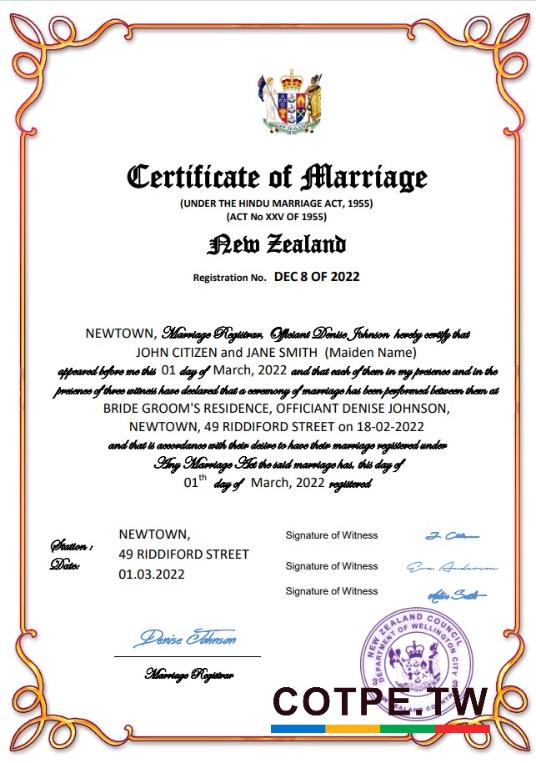 Certificate of Marriage
(UNDER THE HINDU MARRIAGE ACT, 1955)
(ACT No XXV OF 1955)
New Zealand
Registration No. DEC 8 OF 2022
NEWTOWN, Marriage Registrar, Officiant Denise Johnson hereby certify that
JOHN CITIZEN and JANE SMITH (Maiden Name)
appeared before me this 01 day of March, 2022 and that each of them in my presence and in the
presence of three witness have declared that a ceremony of marriage has been performed between them at
BRIDE GROOM'S RESIDENCE, OFFICIANT DENISE JOHNSON,
NEWTOWN, 49 RIDDIFORD STREET on 18-02-2022
and that is accordance with their desire to have their marriage registered under
Any Marriage Act the said marriage has, this day of
01th day of March, 2022 registered
Station :
Date:
NEWTOWN,
49 RIDDIFORD STREET
01.03.2022
Signature of Witness
Signature of Witness Eva Anderson
Signature of Witness
Denise Johnson
Marriage Registrar
NEW ZEALAND COUNCIL
DEPARTMENT OF WELLINGTON CITY
COTPE.TW